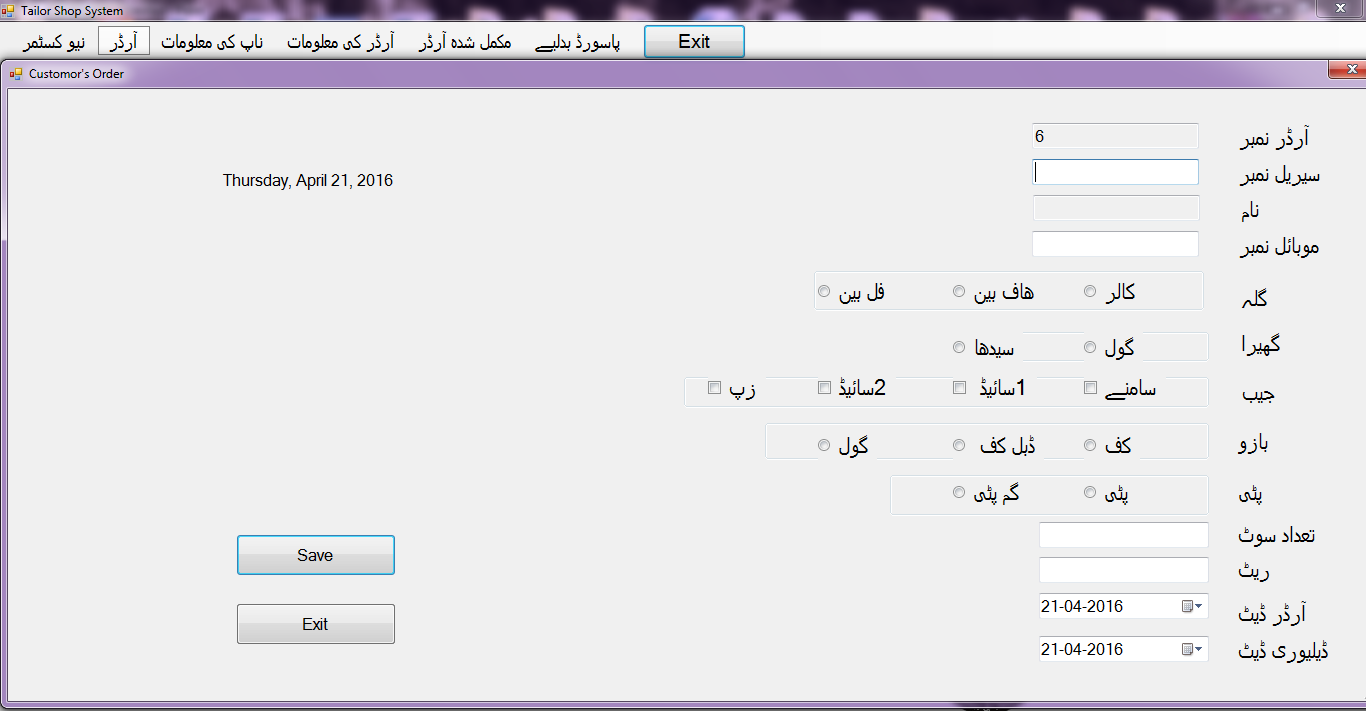 Tailor Shop System
نیو کسٹمر آرڈر ناپ کی معلومات آرڈر کی معلومات مکمل شدہ آرڈر پاسورڈ بدلیے Exit
Customor's Order
آرڈر نمبر 6
Thursday, April 21, 2016
سیریل نمبر
نام
موبائل نمبر
گلہ کالر ھاف بین فل بین
گھیرا گول سیدھا
جیب سامنے 1سائیڈ 2سائیڈ زپ
بازو کف ڈبل کف گول
پٹی پٹی گم پٹی
تعداد سوٹ
Save
ریٹ
آرڈر ڈیٹ 21-04-2016
Exit
ڈیلیوری ڈیٹ 21-04-2016